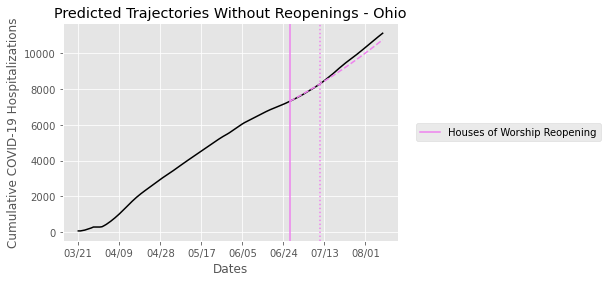 Predicted Trajectories Without Reopenings - Ohio
Cumulative COVID-19 Hospitalizations
10000
8000
6000
4000
2000
0
03/21 04/09 04/28 05/17 06/05 06/24 07/13 08/01
Dates
Houses of Worship Reopening